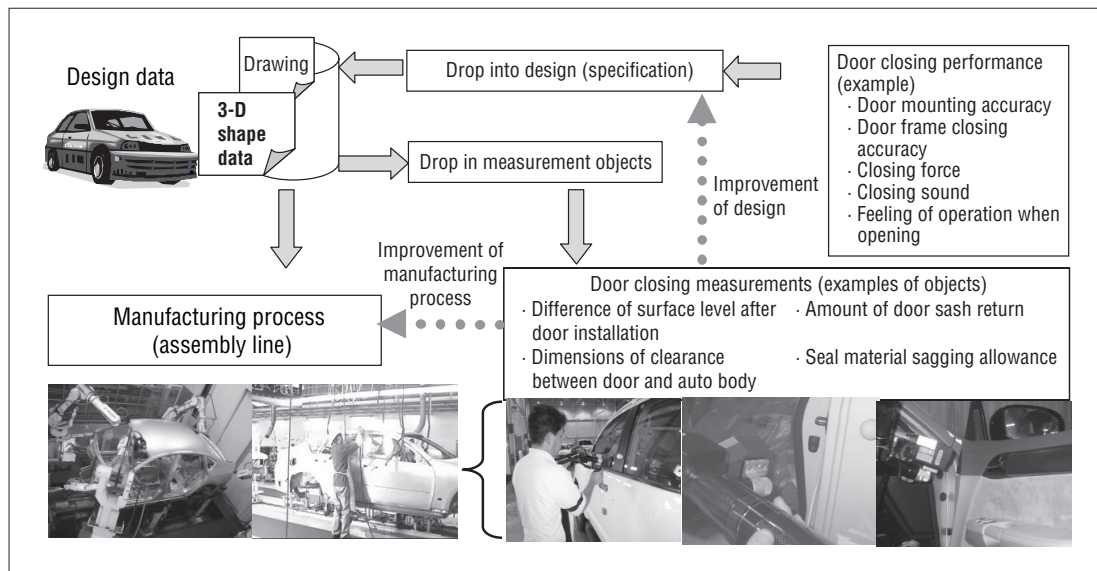 Design data
Drawing
3-D
shape
data
Drop into design (specification)
Drop in measurement objects
Door closing performance
(example)
· Door mounting accuracy
· Door frame closing
accuracy
· Closing force
· Closing sound
· Feeling of operation when
opening
Improvement
of design
Improvement of
manufacturing
process
Manufacturing process
(assembly line)
Door closing measurements (examples of objects)
· Difference of surface level after
door installation
· Amount of door sash return
· Dimensions of clearance
between door and auto body
· Seal material sagging allowance